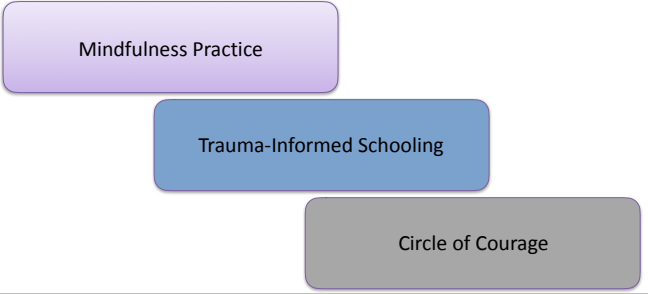 Mindfulness Practice
Trauma-Informed Schooling
Circle of Courage